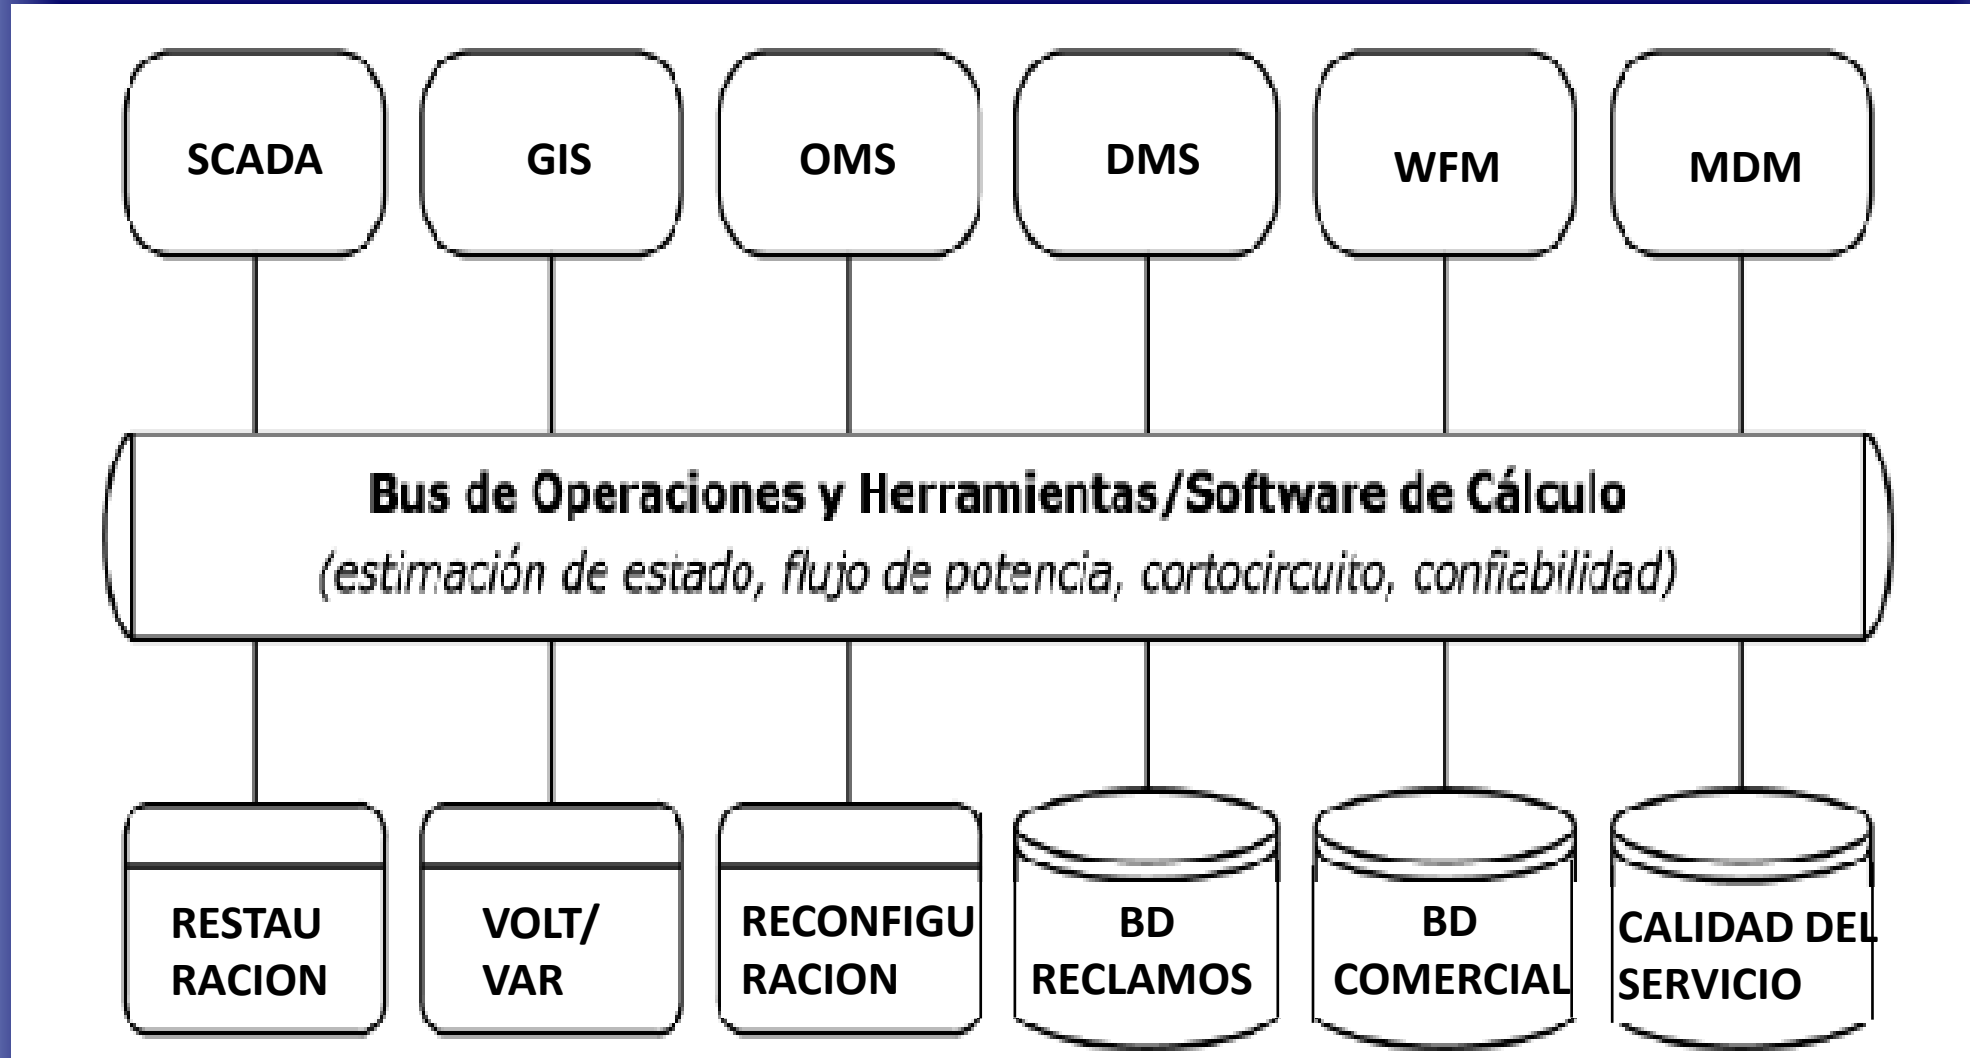 SCADA
GIS
OMS
DMS
WFM
MDM
Bus de Operaciones y Herramientas/Software de Cálculo
(estimación de estado, flujo de potencia, cortocircuito, confiabilidad)
RESTAU
RACION
VOLT/
VAR
RECONFIGU
RACION
BD
RECLAMOS
BD
COMERCIAL
CALIDAD DEL
SERVICIO